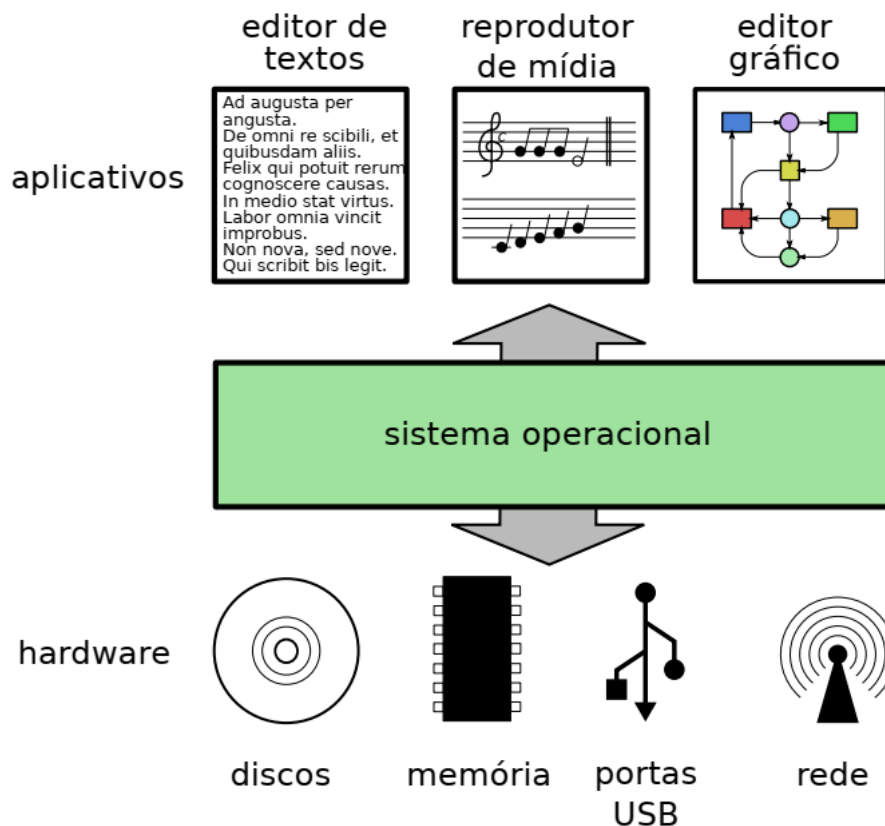 editor de
textos
reprodutor
de mídia
editor
gráfico
aplicativos
Ad augusta per
angusta.
De omni re scibili, et
quibusdam aliis.
Felix qui potuit rerum
cognoscere causas.
In medio stat virtus.
Labor omnia vincit
improbus.
Non nova, sed nove.
Qui scribit bis legit.
c
sistema operacional
hardware
discos
memória
portas
USB
rede